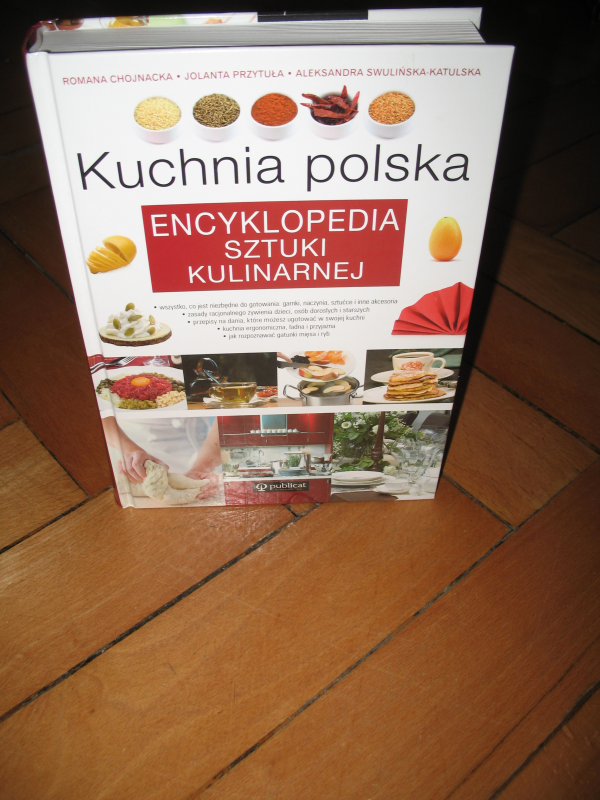 ROMANA CHOJNACKA • JOLANTA PRZYTUŁA • ALEKSANDRA SWULIŃSKA-KATULSKA
Kuchnia polska
ENCYKLOPEDIA
SZTUKI
KULINARNEJ
• wszystko, co jest niezbędne do gotowania: garnki, naczynia, sztućce i inne akcesoria
• zasady racjonalnego żywienia dzieci, osób dorosłych i starszych
• przepisy na dania, które możesz ugotować w swojej kuchni
• kuchnia ergonomiczna, ładna i przyjazna
• jak rozpoznawać gatunki mięsa i ryb
publicat